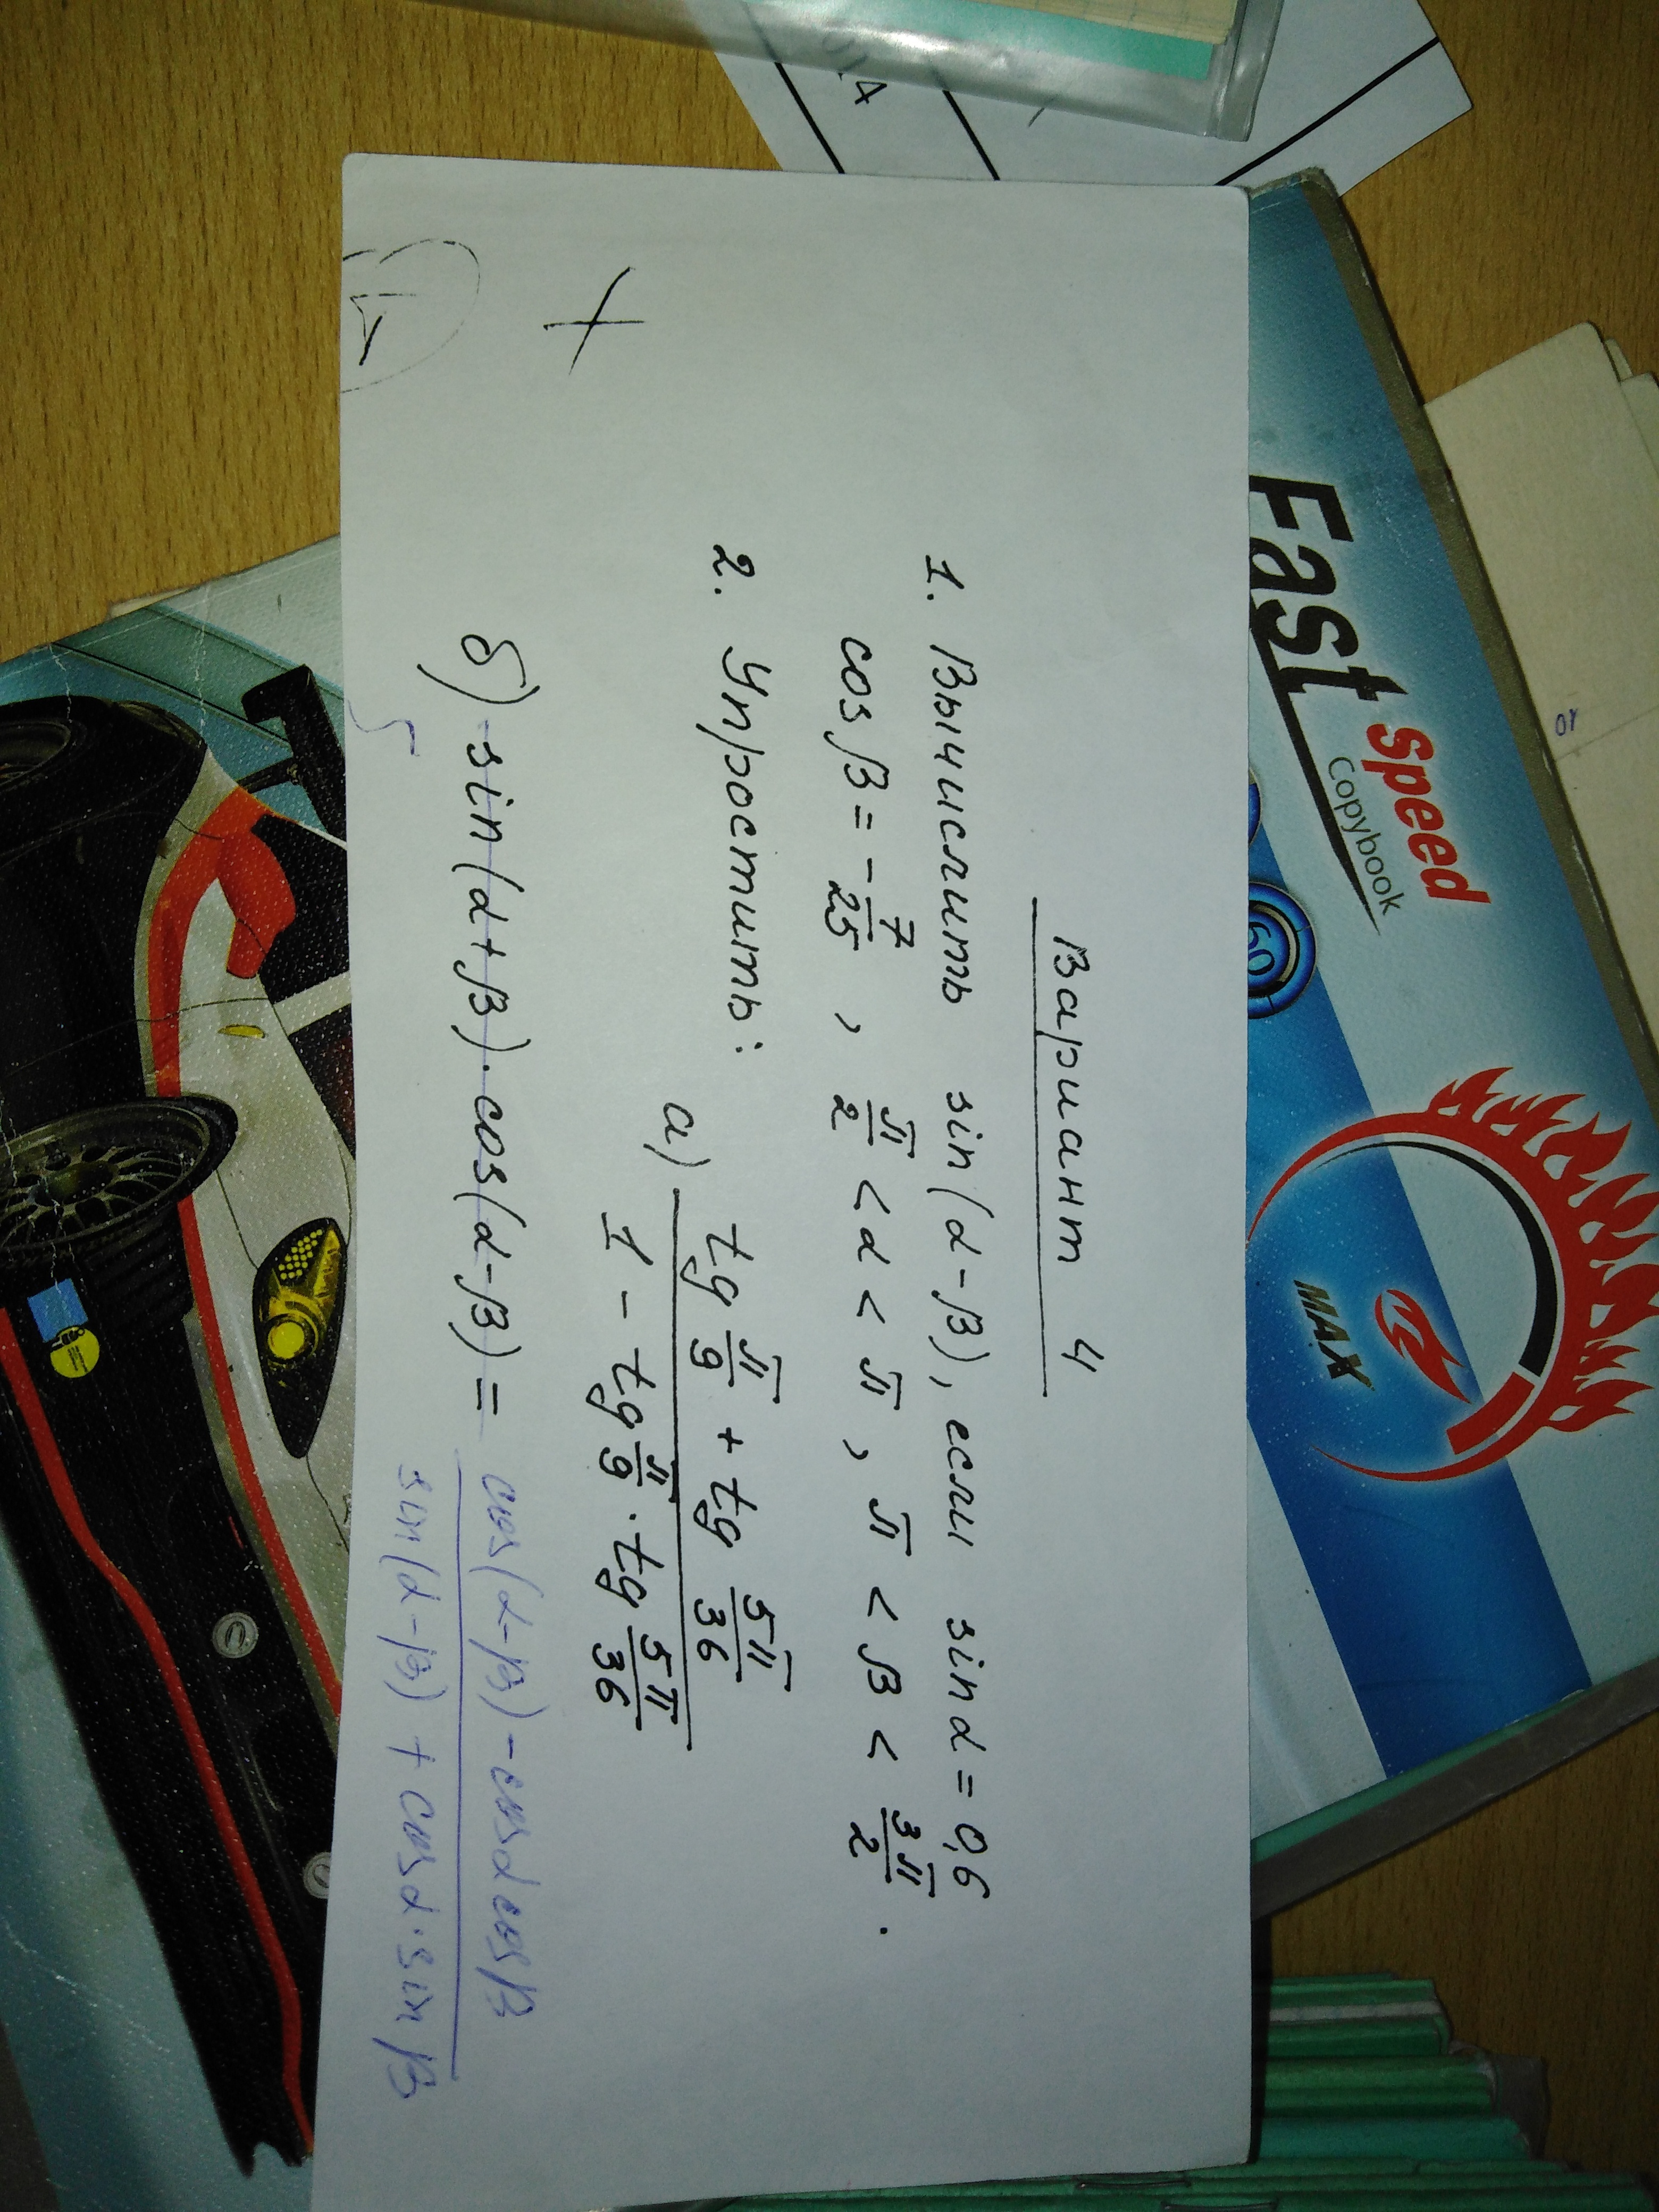 Вариант 4
1. Вычислить sin(α-β), если sinα = 0,6
cosβ = -7/25, π/2 < α < π, π < β < 3π/2.
2. Упростить:
а) (tg π/9 + tg 5π/36) / (1 - tg π/9 · tg 5π/36)
б) sin(α+β)·cos(α-β) =
cos(α-β) - cosα cosβ
sin(α-β) + cosα·sinβ
Fast
Speed
Copybook
MAX
60